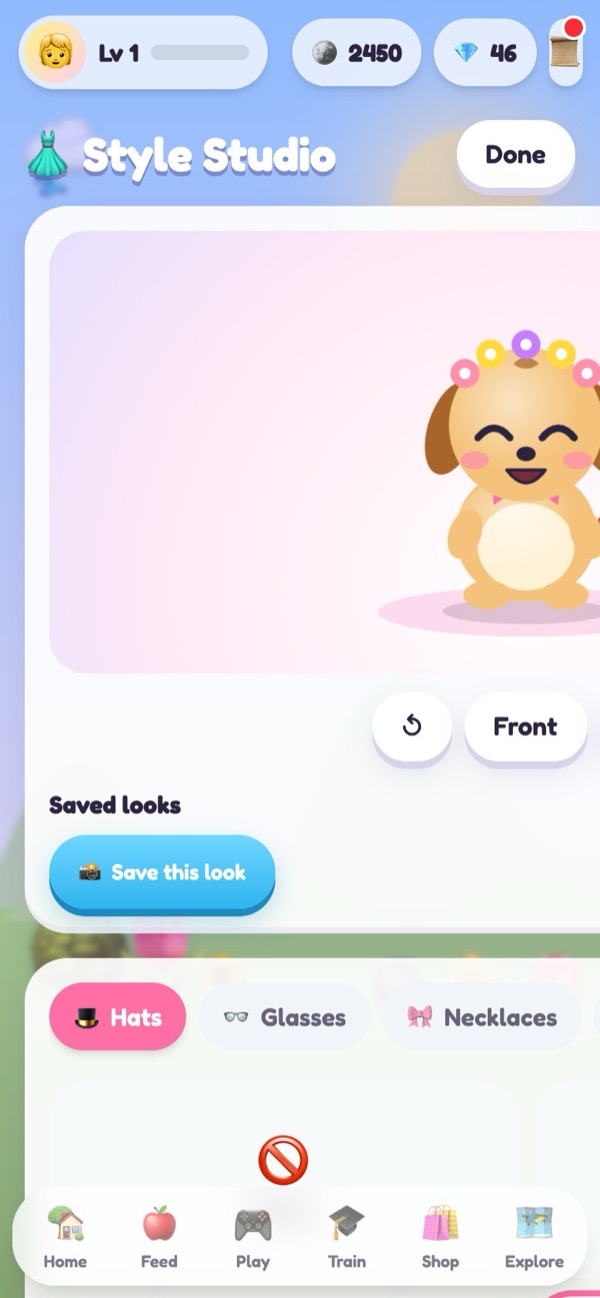 Lv 1
2450
46
Style Studio
Done
Front
Saved looks
Save this look
Hats
Glasses
Necklaces
Home
Feed
Play
Train
Shop
Explore